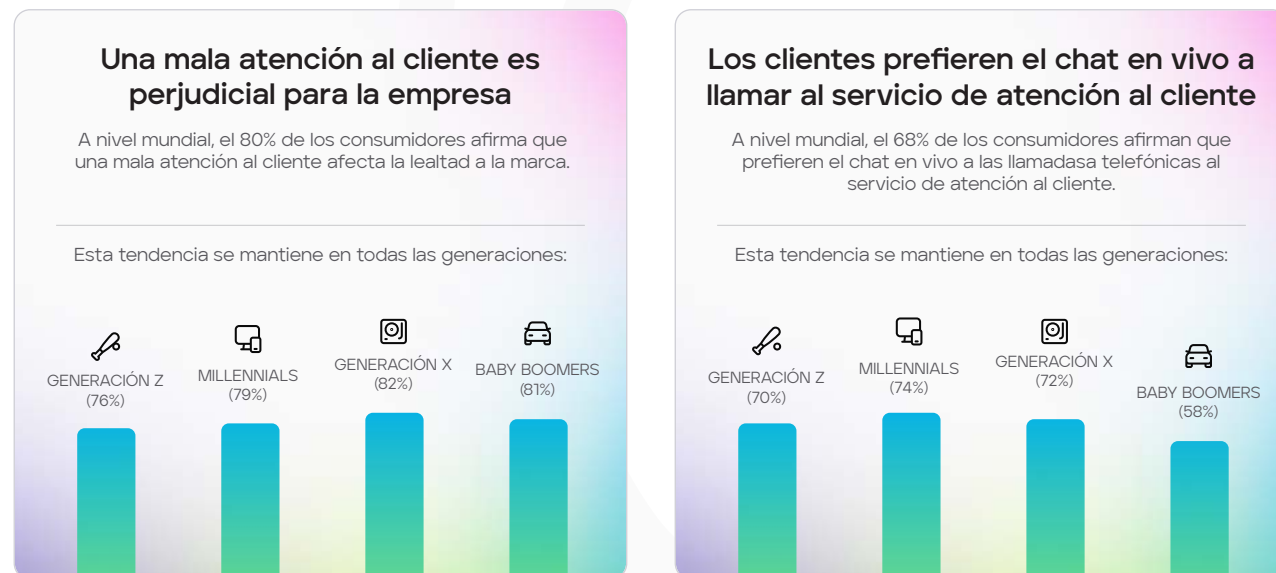 Una mala atención al cliente es
perjudicial para la empresa
A nivel mundial, el 80% de los consumidores afirma que
una mala atención al cliente afecta la lealtad a la marca.
Esta tendencia se mantiene en todas las generaciones:
GENERACIÓN Z
(76%)
MILLENNIALS
(79%)
GENERACIÓN X
(82%)
BABY BOOMERS
(81%)
Los clientes prefieren el chat en vivo a
llamar al servicio de atención al cliente
A nivel mundial, el 68% de los consumidores afirman que
prefieren el chat en vivo a las llamadasa telefónicas al
servicio de atención al cliente.
Esta tendencia se mantiene en todas las generaciones:
GENERACIÓN Z
(70%)
MILLENNIALS
(74%)
GENERACIÓN X
(72%)
BABY BOOMERS
(58%)